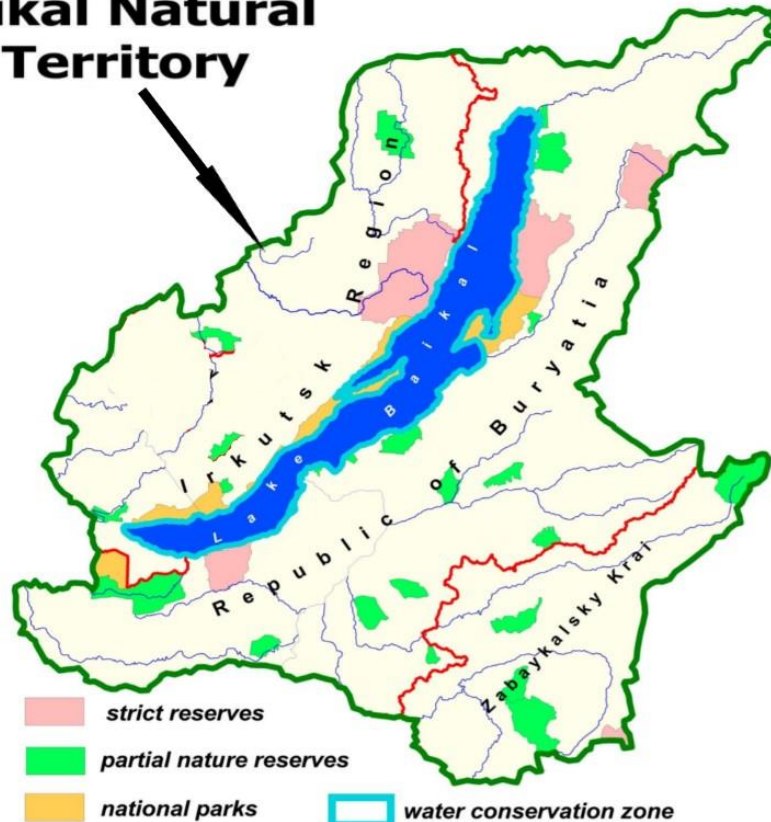 ikal Natural
Territory
Irkutsk Region
Lake Baikal
Republic of Buryatia
Zabaykalsky Krai
strict reserves
partial nature reserves
national parks
water conservation zone